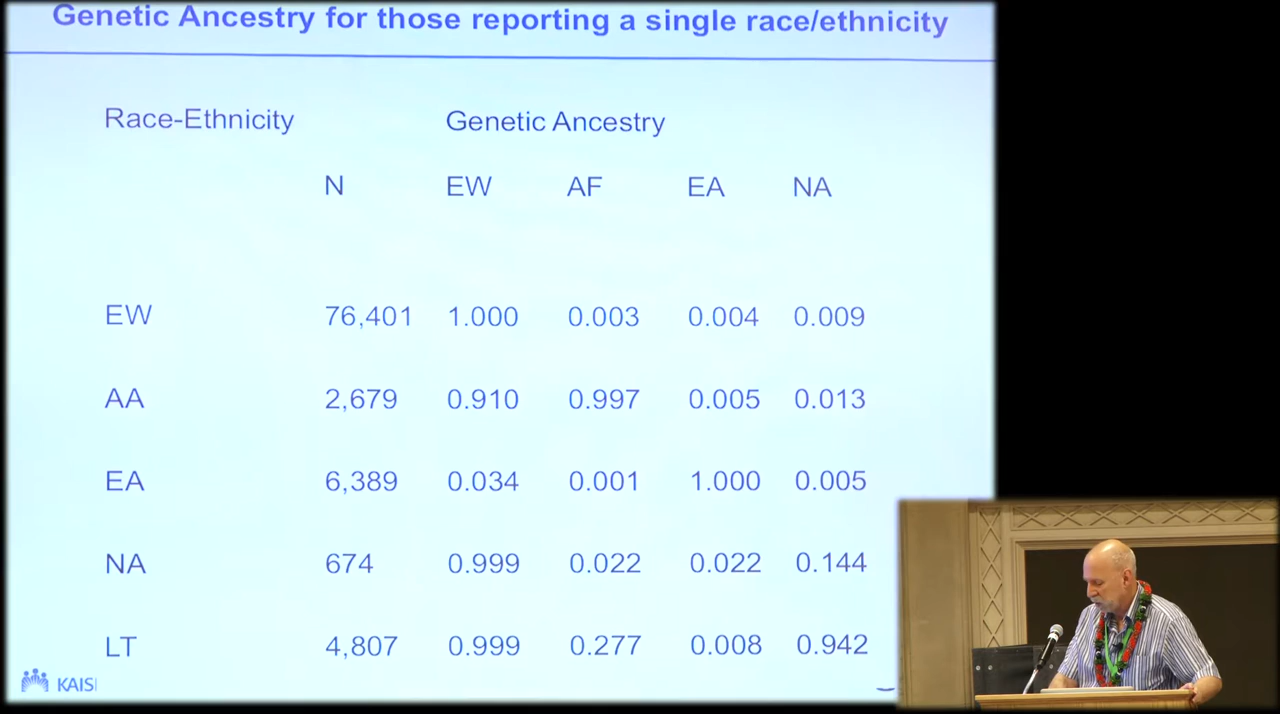 Genetic Ancestry for those reporting a single race/ethnicity
Race-Ethnicity Genetic Ancestry
N EW AF EA NA
EW 76,401 1.000 0.003 0.004 0.009
AA 2,679 0.910 0.997 0.005 0.013
EA 6,389 0.034 0.001 1.000 0.005
NA 674 0.999 0.022 0.022 0.144
LT 4,807 0.999 0.277 0.008 0.942
KAIS